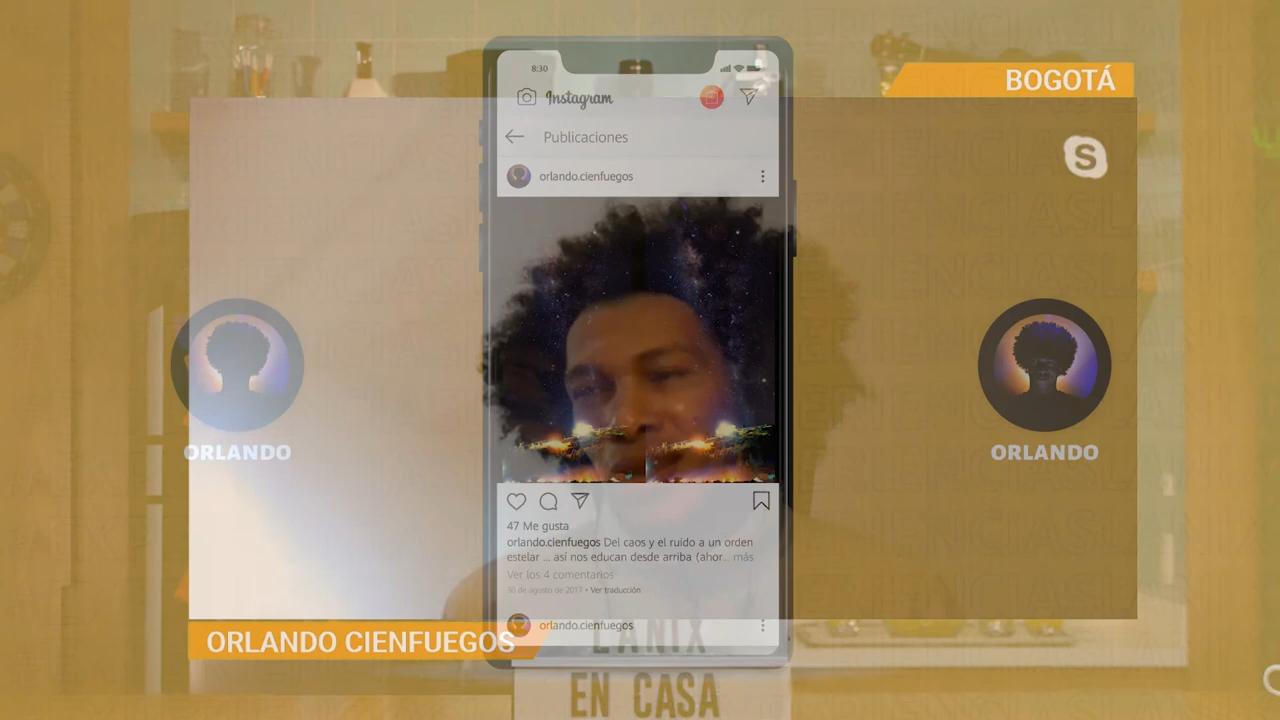 BOGOTÁ
8:30
Instagram
Publicaciones
orlando.cienfuegos
ORLANDO
ORLANDO
47 Me gusta
orlando.cienfuegos Del caos y el ruido a un orden
estelar ... así nos educan desde arriba (ahor... más
Ver los 4 comentarios
30 de agosto de 2017 • Ver traducción
orlando.cienfuegos
ORLANDO CIENFUEGOS
LANIX
EN CASA